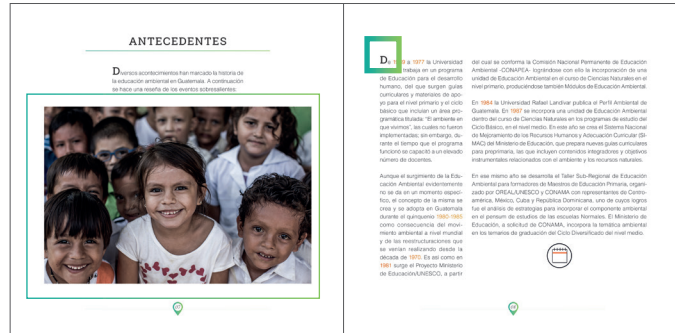 ANTECEDENTES
Diversos acontecimientos han marcado la historia de
la educación ambiental en Guatemala. A continuación
se hace una reseña de los eventos sobresalientes:
De a 1977 la Universidad
trabaja en un programa
de Educación para el desarrollo
humano, del que surgen guías
curriculares y materiales de apo-
yo para el nivel primario y el ciclo
básico que incluían un área pro-
gramática titulada: "El ambiente en
que vivimos", las cuales no fueron
implementadas; sin embargo, du-
rante el tiempo que el programa
funcionó se capacitó a un elevado
número de docentes.
Aunque el surgimiento de la Edu-
cación Ambiental evidentemente
no se da en un momento especí-
fico, el concepto de la misma se
crea y se adopta en Guatemala
durante el quinquenio 1980-1985
como consecuencia del movi-
miento ambiental a nivel mundial
y de las reestructuraciones que
se venían realizando desde la
década de 1970. Es así como en
1981 surge el Proyecto Ministerio
de Educación/UNESCO, a partir
del cual se conforma la Comisión Nacional Permanente de Educación
Ambiental -CONAPEA- lográndose con ello la incorporación de una
unidad de Educación Ambiental en el curso de Ciencias Naturales en el
nivel primario, produciéndose también Módulos de Educación Ambiental.
En 1984 la Universidad Rafael Landívar publica el Perfil Ambiental de
Guatemala. En 1987 se incorpora una unidad de Educación Ambiental
dentro del curso de Ciencias Naturales en los programas de estudio del
Ciclo Básico, en el nivel medio. En este año se crea el Sistema Nacional
de Mejoramiento de los Recursos Humanos y Adecuación Curricular (SI-
MAC) del Ministerio de Educación, que prepara nuevas guías curriculares
para preprimaria, las que incluyen contenidos integradores y objetivos
instrumentales relacionados con el ambiente y los recursos naturales.
En ese mismo año se desarrolla el Taller Sub-Regional de Educación
Ambiental para formadores de Maestros de Educación Primaria, organi-
zado por OREAL/UNESCO y CONAMA con representantes de Centro-
américa, México, Cuba y República Dominicana, uno de cuyos logros
fue el análisis de estrategias para incorporar el componente ambiental
en el pensum de estudios de las escuelas Normales. El Ministerio de
Educación, a solicitud de CONAMA, incorpora la temática ambiental
en los temarios de graduación del Ciclo Diversificado del nivel medio.